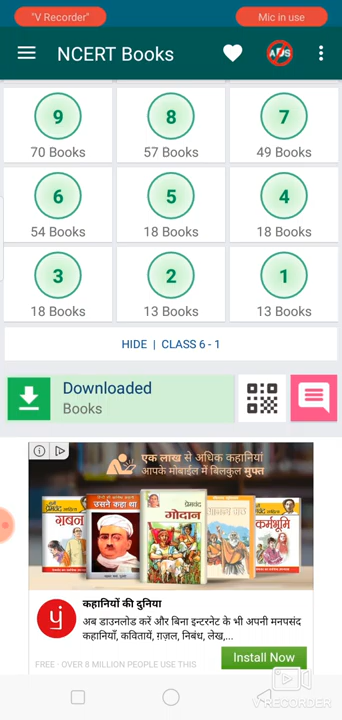 "V Recorder"
Mic in use
NCERT Books
ADS
9
8
7
70 Books
57 Books
49 Books
6
5
4
54 Books
18 Books
18 Books
3
2
1
18 Books
13 Books
13 Books
HIDE | CLASS 6 - 1
Downloaded
Books
एक लाख से अधिक कहानियां
आपके मोबाईल में बिलकुल मुफ्त
प्रेमचंद
ग़बन
उसने कहा था
गोदान
कर्मभूमि
कहानियों की दुनिया
अब डाउनलोड करें और बिना इन्टरनेट के भी अपनी मनपसंद
कहानियाँ, कवितायें, ग़ज़ल, निबंध, लेख,...
FREE · OVER 8 MILLION PEOPLE USE THIS
Install Now
V RECORDER